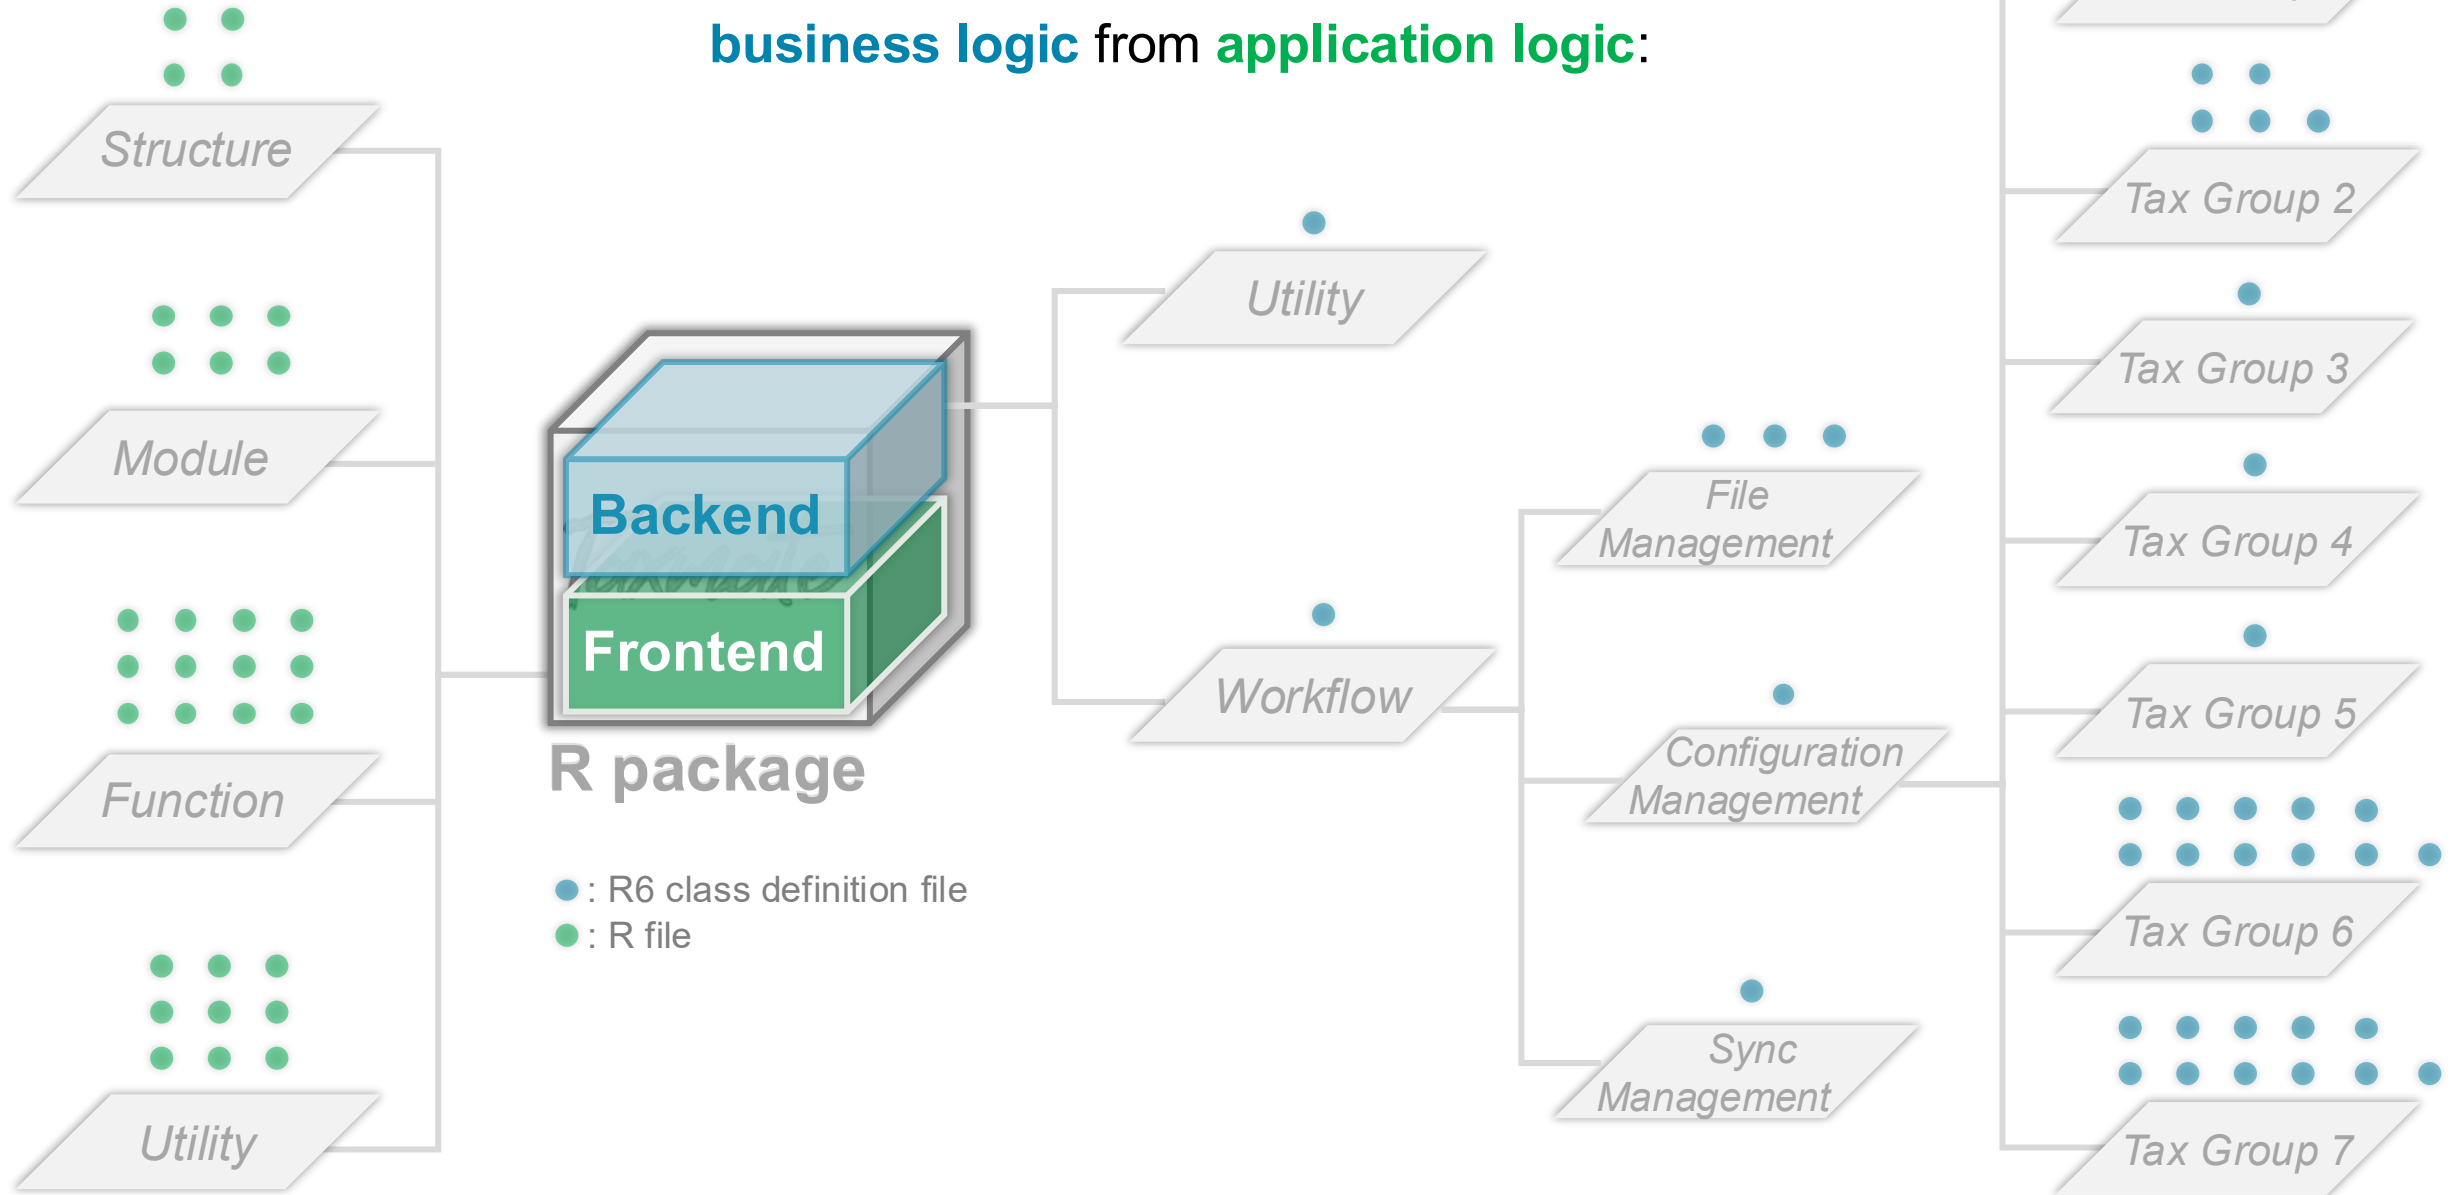 business logic from application logic:
Structure
Module
Function
Utility
Backend
Frontend
R package
: R6 class definition file
: R file
Utility
Workflow
File
Management
Configuration
Management
Sync
Management
Tax Group 2
Tax Group 3
Tax Group 4
Tax Group 5
Tax Group 6
Tax Group 7